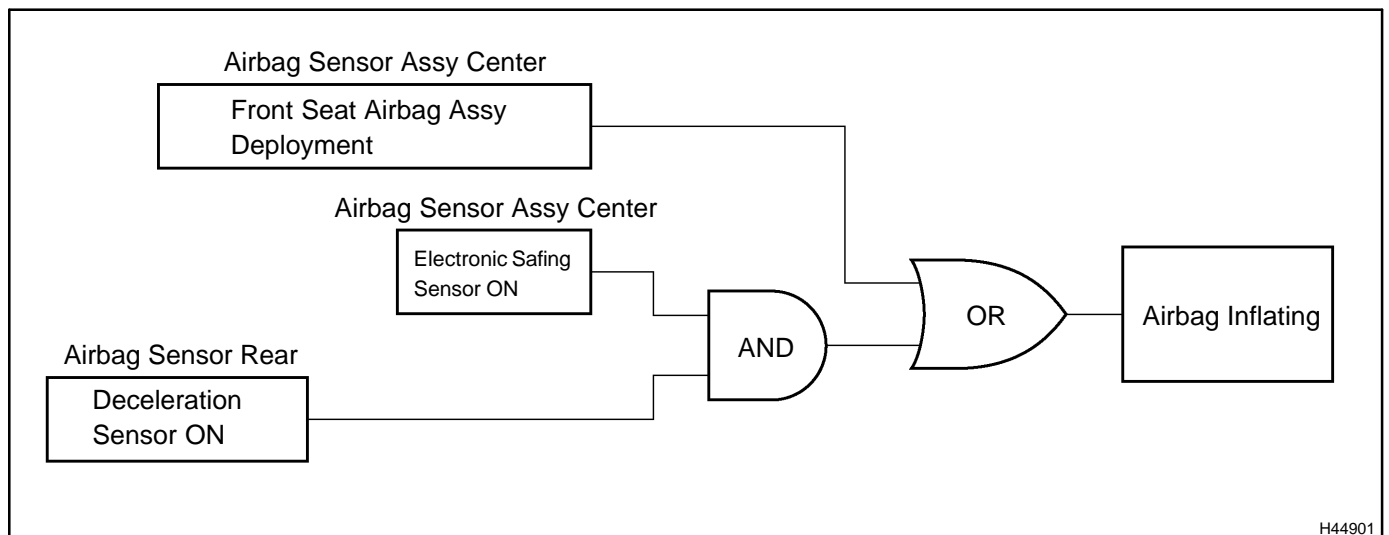 Airbag Sensor Assy Center
Front Seat Airbag Assy
Deployment
Airbag Sensor Assy Center
Electronic Safing
Sensor ON
Airbag Sensor Rear
Deceleration
Sensor ON
AND
OR
Airbag Inflating
H44901